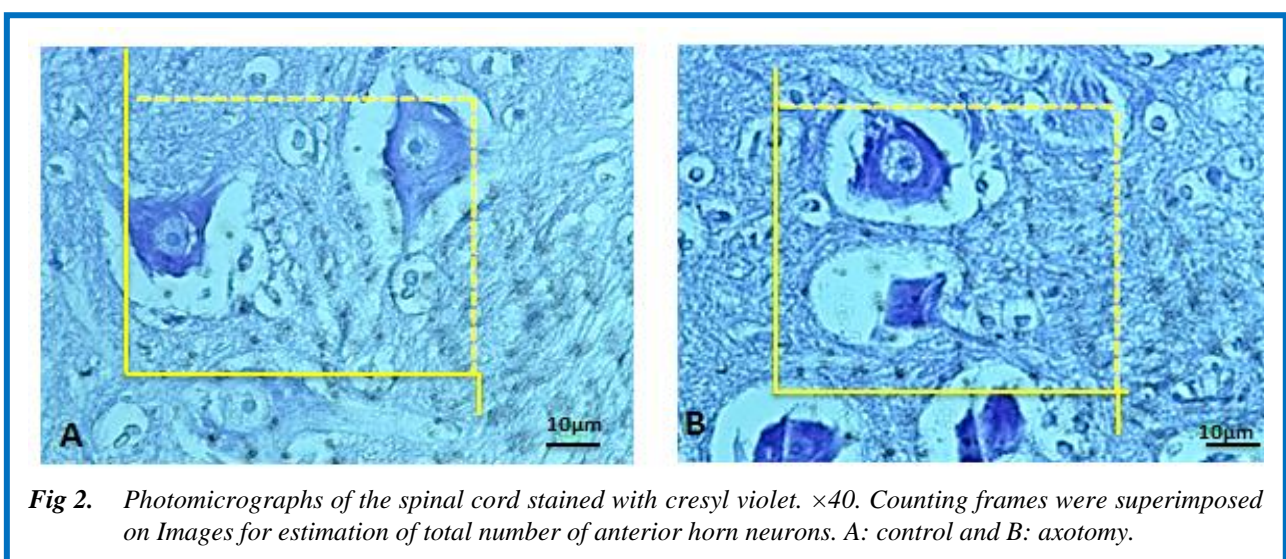 A
10µm
B
10µm
Fig 2. Photomicrographs of the spinal cord stained with cresyl violet. ×40. Counting frames were superimposed
on Images for estimation of total number of anterior horn neurons. A: control and B: axotomy.